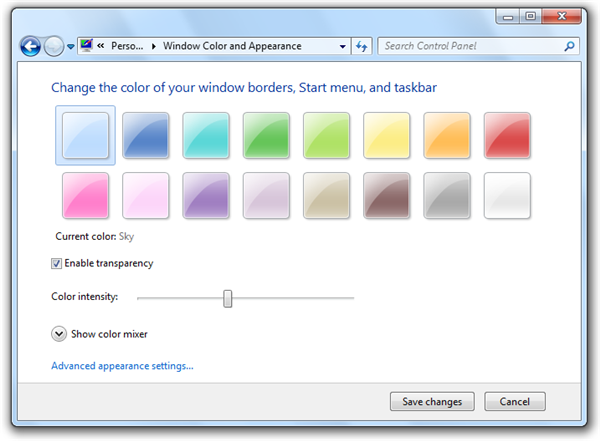 « Perso... Window Color and Appearance Search Control Panel
Change the color of your window borders, Start menu, and taskbar
Current color: Sky
Enable transparency
Color intensity:
Show color mixer
Advanced appearance settings...
Save changes Cancel